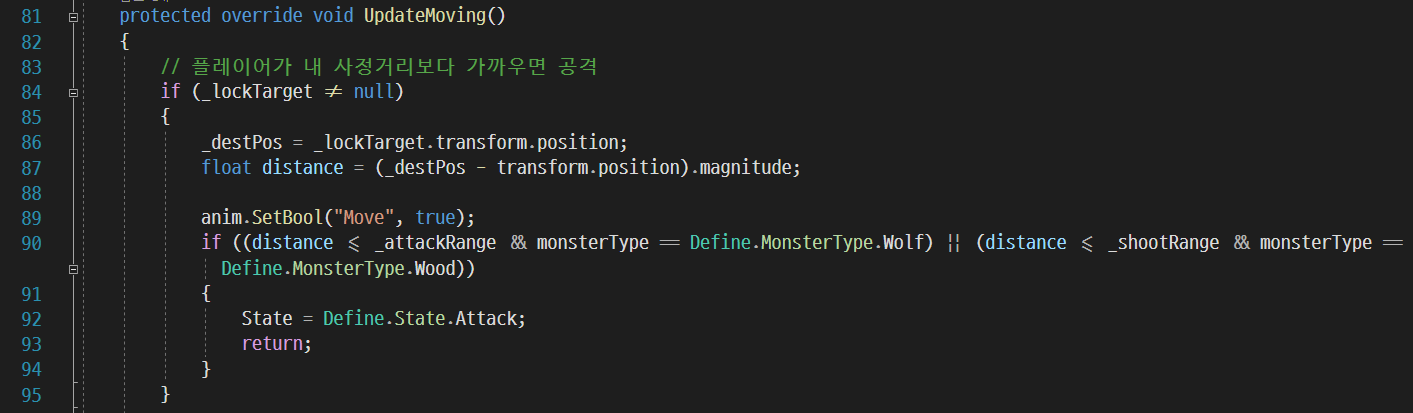 81 protected override void UpdateMoving()
82 {
83 // 플레이어가 내 사정거리보다 가까우면 공격
84 if (_lockTarget ≠ null)
85 {
86 _destPos = _lockTarget.transform.position;
87 float distance = (_destPos - transform.position).magnitude;
88
89 anim.SetBool("Move", true);
90 if ((distance ⩽ _attackRange && monsterType == Define.MonsterType.Wolf) || (distance ⩽ _shootRange && monsterType ==
Define.MonsterType.Wood))
91 {
92 State = Define.State.Attack;
93 return;
94 }
95 }